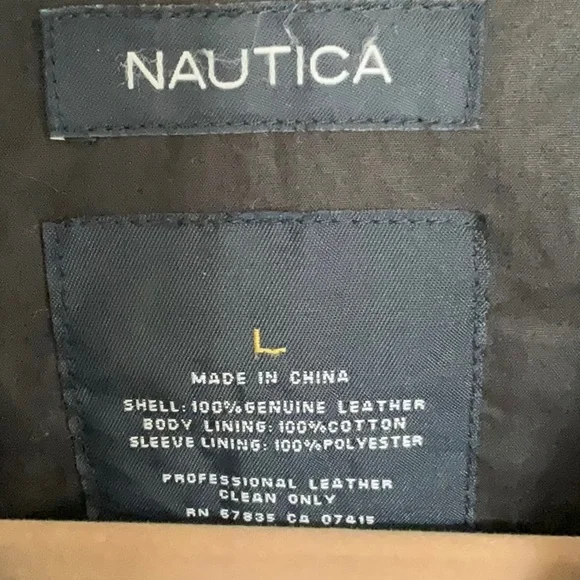 NAUTICA
L
MADE IN CHINA
SHELL: 100% GENUINE LEATHER
BODY LINING: 100% COTTON
SLEEVE LINING: 100% POLYESTER
PROFESSIONAL LEATHER
CLEAN ONLY
RN 67835 CA 07415